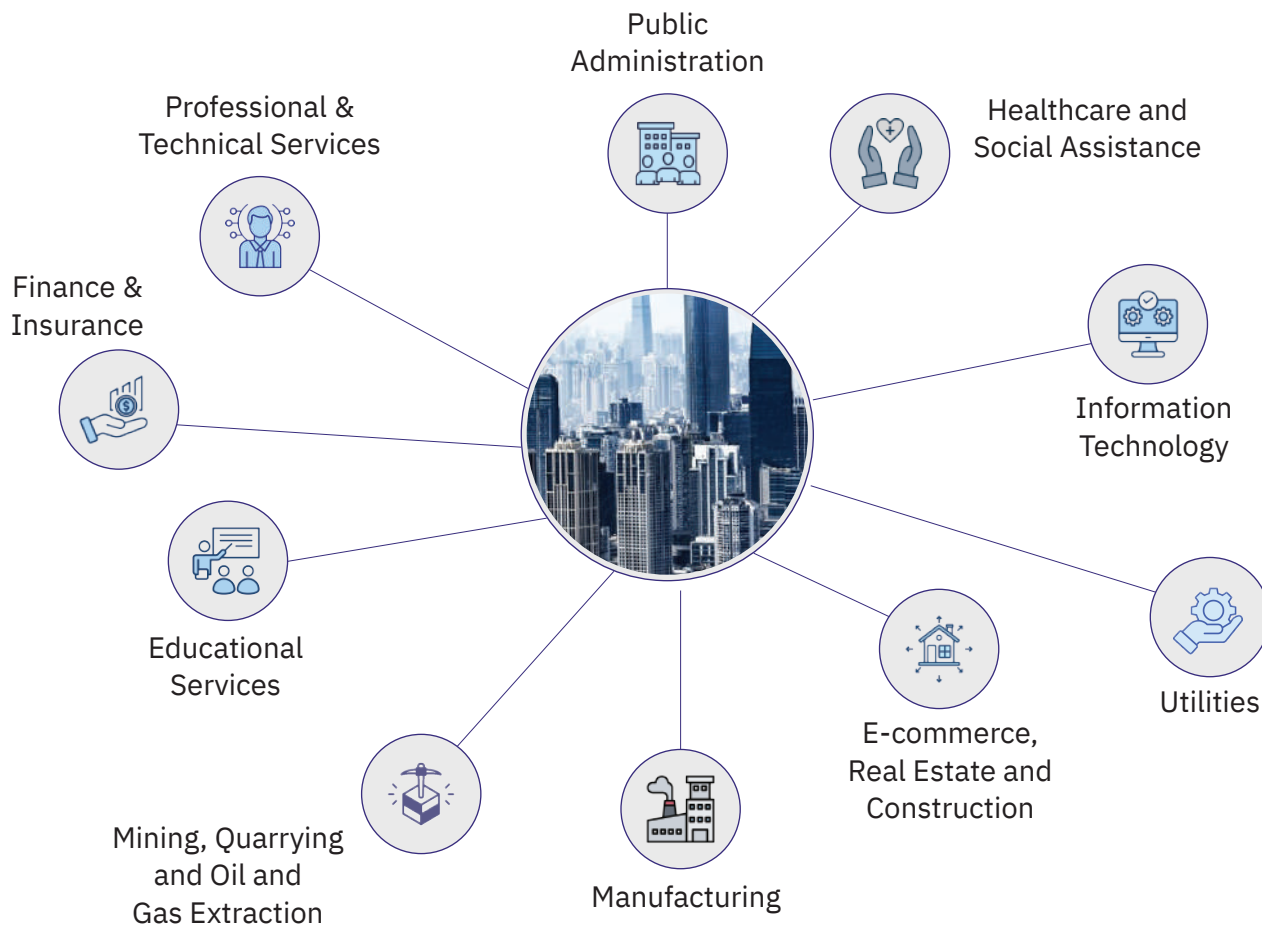 Public
Administration
Healthcare and
Social Assistance
Information
Technology
Utilities
E-commerce,
Real Estate and
Construction
Manufacturing
Mining, Quarrying
and Oil and
Gas Extraction
Educational
Services
Finance &
Insurance
Professional &
Technical Services